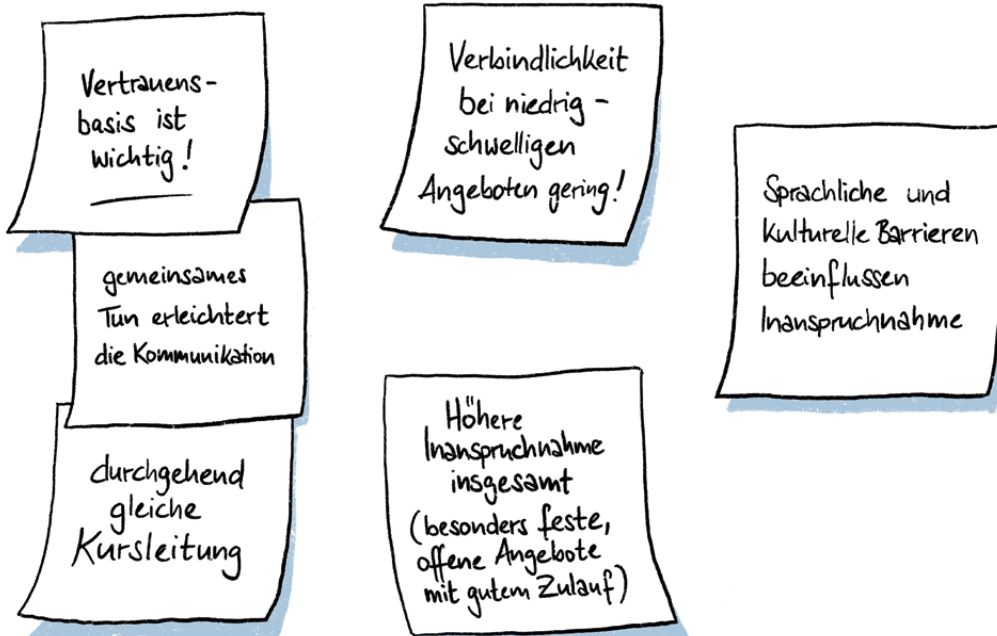 Vertrauens-
basis ist
wichtig!
gemeinsames
Tun erleichtert
die Kommunikation
durchgehend
gleiche
Kursleitung
Verbindlichkeit
bei niedrig-
schwelligen
Angeboten gering!
Höhere
Inanspruchnahme
insgesamt
(besonders feste,
offene Angebote
mit gutem Zulauf)
Sprachliche und
kulturelle Barrieren
beeinflussen
Inanspruchnahme